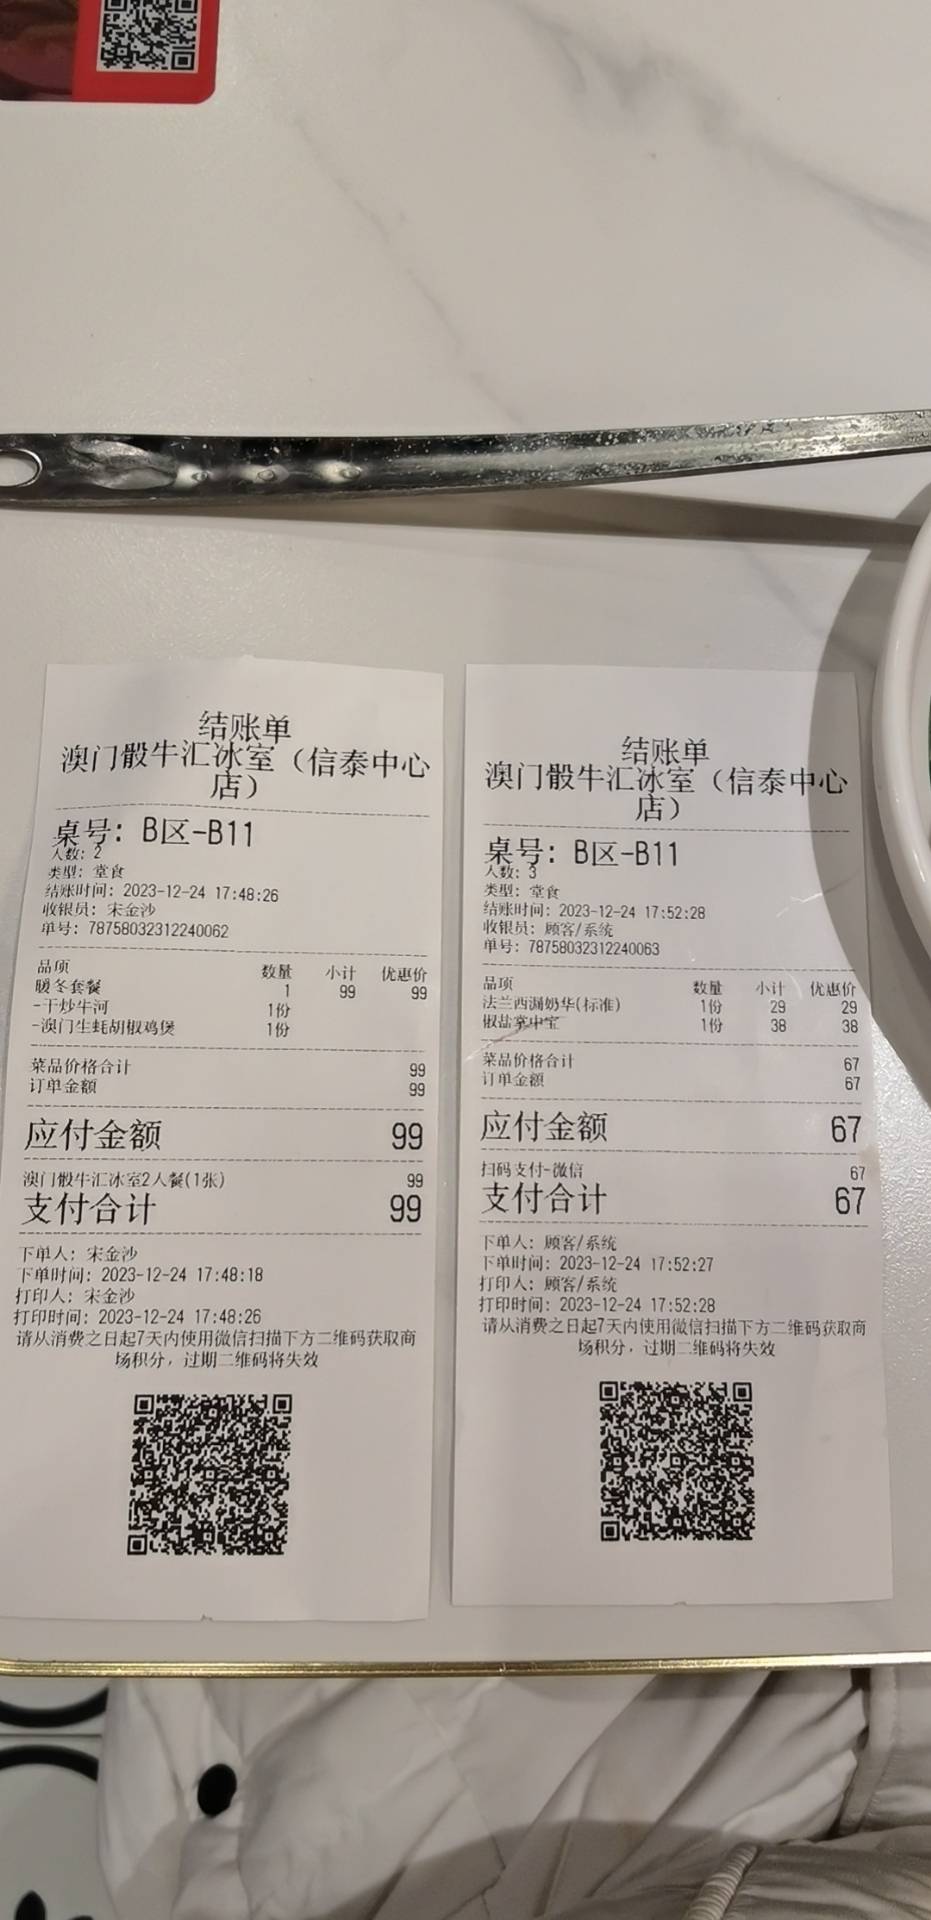 结账单
澳门骰牛汇冰室（信泰中心
店）
桌号：B区-B11
人数：2
类型：堂食
结账时间：2023-12-24 17:48:26
收银员：宋金沙
单号：78758032312240062
品项 数量 小计 优惠价
暖冬套餐 1 99 99
-干炒牛河 1份
-澳门生蚝胡椒鸡煲 1份
菜品价格合计 99
订单金额 99
应付金额 99
澳门骰牛汇冰室2人餐(1张) 99
支付合计 99
下单人：宋金沙
下单时间：2023-12-24 17:48:18
打印人：宋金沙
打印时间：2023-12-24 17:48:26
请从消费之日起7天内使用微信扫描下方二维码获取商
场积分，过期二维码将失效
结账单
澳门骰牛汇冰室（信泰中心
店）
桌号：B区-B11
人数：3
类型：堂食
结账时间：2023-12-24 17:52:28
收银员：顾客/系统
单号：78758032312240063
品项 数量 小计 优惠价
法兰西漏奶华(标准) 1份 29 29
椒盐掌中宝 1份 38 38
菜品价格合计 67
订单金额 67
应付金额 67
扫码支付-微信 67
支付合计 67
下单人：顾客/系统
下单时间：2023-12-24 17:52:27
打印人：顾客/系统
打印时间：2023-12-24 17:52:28
请从消费之日起7天内使用微信扫描下方二维码获取商
场积分，过期二维码将失效